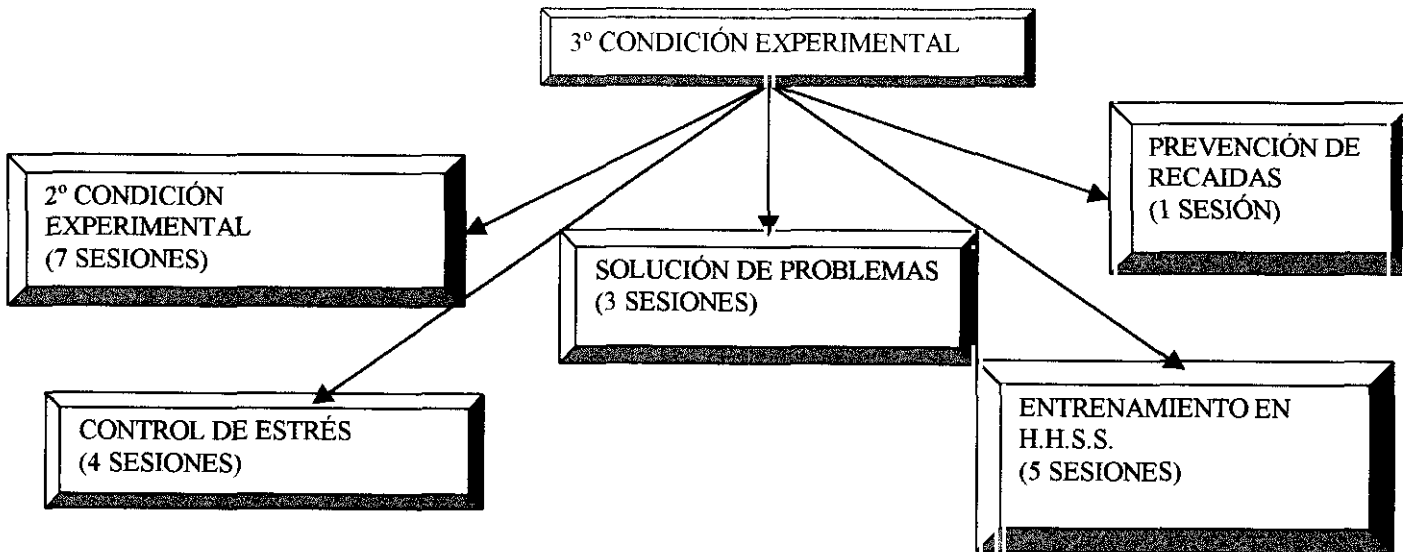 3º CONDICIÓN EXPERIMENTAL
2º CONDICIÓN
EXPERIMENTAL
(7 SESIONES)
PREVENCIÓN DE
RECAIDAS
(1 SESIÓN)
SOLUCIÓN DE PROBLEMAS
(3 SESIONES)
CONTROL DE ESTRÉS
(4 SESIONES)
ENTRENAMIENTO EN
H.H.S.S.
(5 SESIONES)